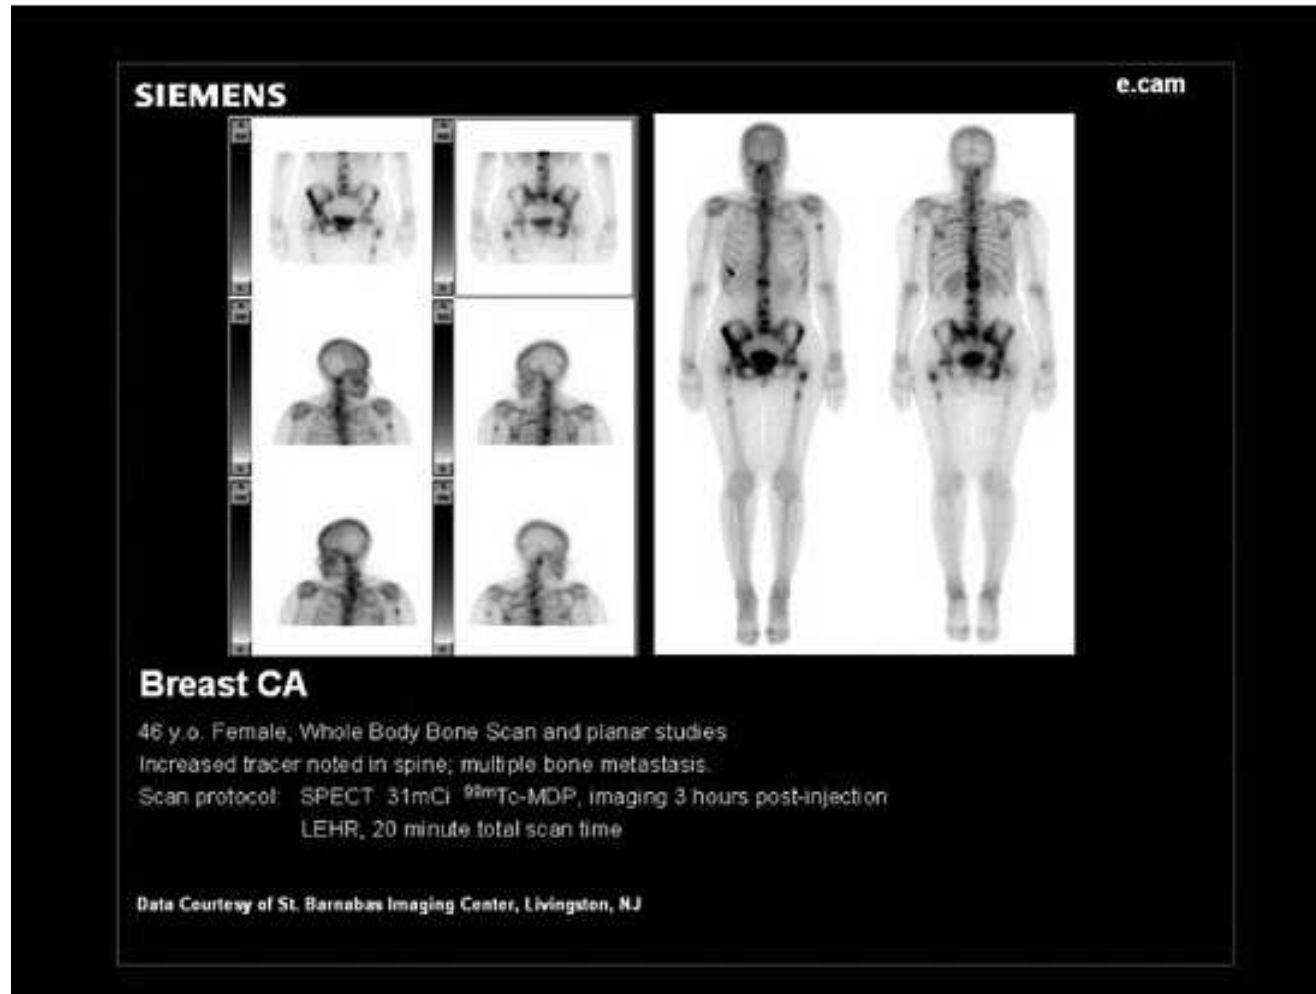 SIEMENS
e.cam
Breast CA
46 y.o. Female, Whole Body Bone Scan and planar studies
Increased tracer noted in spine; multiple bone metastasis.
Scan protocol: SPECT 31mCi ⁹⁹ᵐTc-MDP, imaging 3 hours post-injection
LEHR, 20 minute total scan time
Data Courtesy of St. Barnabas Imaging Center, Livingston, NJ